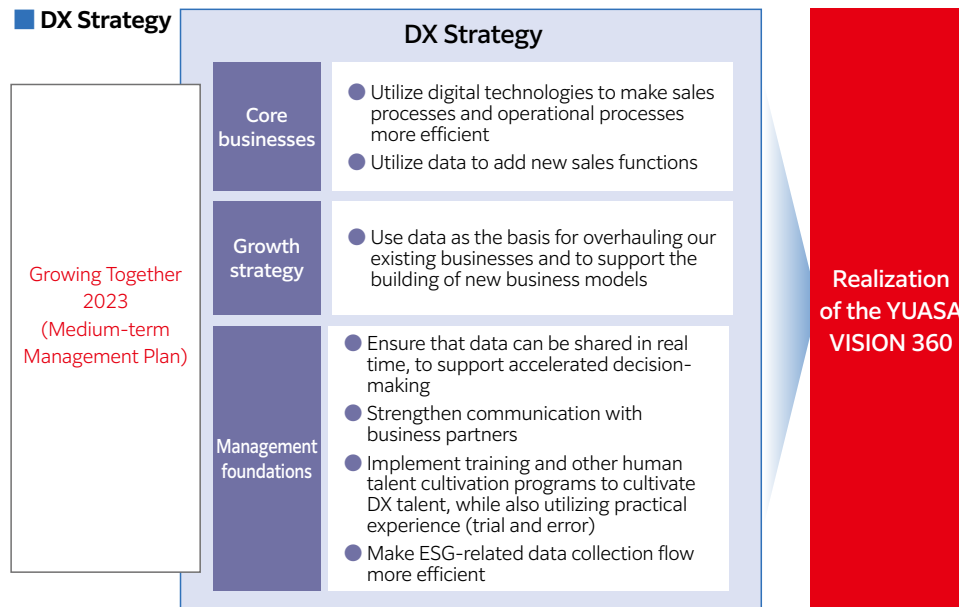 DX Strategy
DX Strategy
Growing Together
2023
(Medium-term
Management Plan)
Core
businesses
● Utilize digital technologies to make sales
processes and operational processes
more efficient
● Utilize data to add new sales functions
Growth
strategy
● Use data as the basis for overhauling our
existing businesses and to support the
building of new business models
Management
foundations
● Ensure that data can be shared in real
time, to support accelerated decision-
making
● Strengthen communication with
business partners
● Implement training and other human
talent cultivation programs to cultivate
DX talent, while also utilizing practical
experience (trial and error)
● Make ESG-related data collection flow
more efficient
Realization
of the YUASA
VISION 360